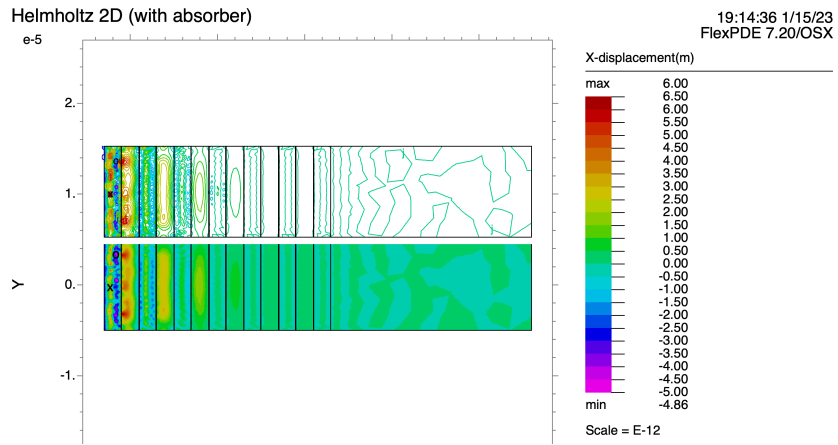 Helmholtz 2D (with absorber)
19:14:36 1/15/23
FlexPDE 7.20/OSX
e-5
X-displacement(m)
max 6.00
6.50
6.00
5.50
5.00
4.50
4.00
3.50
3.00
2.50
2.00
1.50
1.00
0.50
0.00
-0.50
-1.00
-1.50
-2.00
-2.50
-3.00
-3.50
-4.00
-4.50
-5.00
min -4.86
Scale = E-12
2.
1.
0.
-1.
Y
o
x
o
x